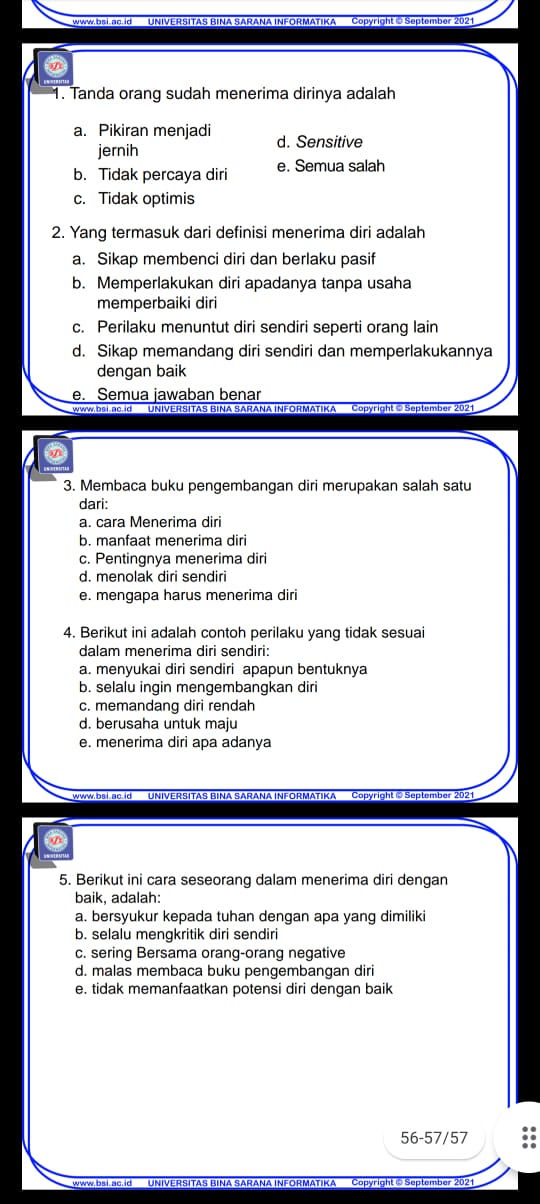 www.bsi.ac.id UNIVERSITAS BINA SARANA INFORMATIKA Copyright © September 2021
UNIVERSITAS
1. Tanda orang sudah menerima dirinya adalah
a. Pikiran menjadi
jernih
b. Tidak percaya diri
c. Tidak optimis
d. Sensitive
e. Semua salah
2. Yang termasuk dari definisi menerima diri adalah
a. Sikap membenci diri dan berlaku pasif
b. Memperlakukan diri apadanya tanpa usaha
memperbaiki diri
c. Perilaku menuntut diri sendiri seperti orang lain
d. Sikap memandang diri sendiri dan memperlakukannya
dengan baik
e. Semua jawaban benar
www.bsi.ac.id UNIVERSITAS BINA SARANA INFORMATIKA Copyright © September 2021
UNIVERSITAS
3. Membaca buku pengembangan diri merupakan salah satu
dari:
a. cara Menerima diri
b. manfaat menerima diri
c. Pentingnya menerima diri
d. menolak diri sendiri
e. mengapa harus menerima diri
4. Berikut ini adalah contoh perilaku yang tidak sesuai
dalam menerima diri sendiri:
a. menyukai diri sendiri apapun bentuknya
b. selalu ingin mengembangkan diri
c. memandang diri rendah
d. berusaha untuk maju
e. menerima diri apa adanya
www.bsi.ac.id UNIVERSITAS BINA SARANA INFORMATIKA Copyright © September 2021
UNIVERSITAS
5. Berikut ini cara seseorang dalam menerima diri dengan
baik, adalah:
a. bersyukur kepada tuhan dengan apa yang dimiliki
b. selalu mengkritik diri sendiri
c. sering Bersama orang-orang negative
d. malas membaca buku pengembangan diri
e. tidak memanfaatkan potensi diri dengan baik
56-57/57
www.bsi.ac.id UNIVERSITAS BINA SARANA INFORMATIKA Copyright © September 2021